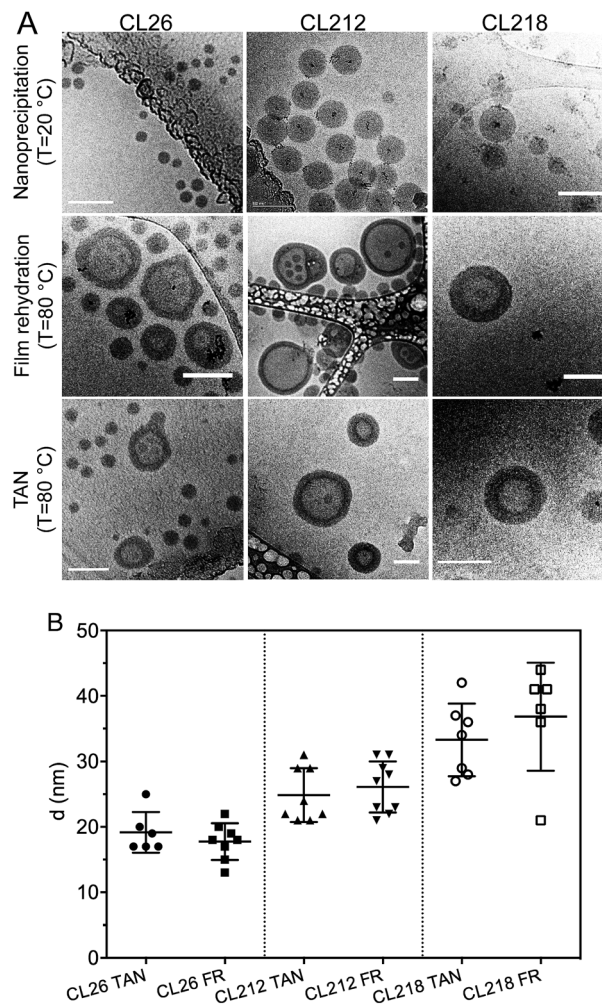 A
CL26 CL212 CL218
Nanoprecipitation
(T=20 °C)
Film rehydration
(T=80 °C)
TAN
(T=80 °C)
B
d (nm)
50
40
30
20
10
0
CL26 TAN
CL26 FR
CL212 TAN
CL212 FR
CL218 TAN
CL218 FR